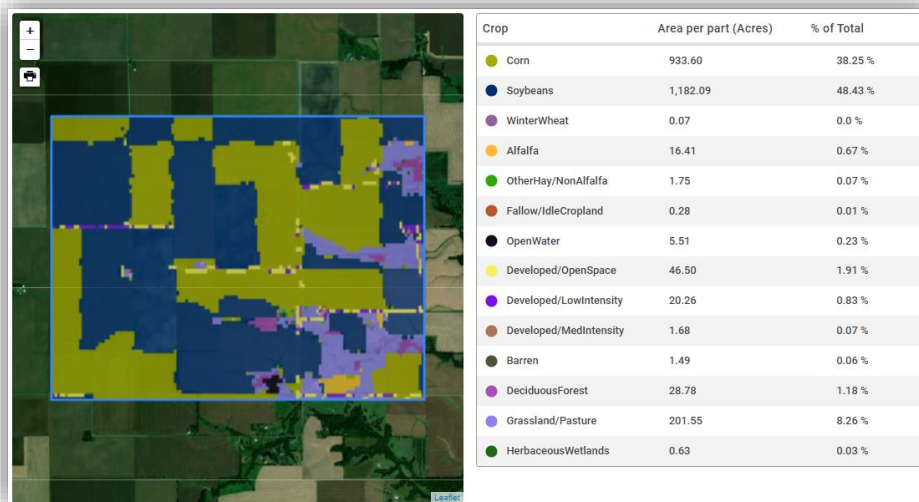 +
−
Leaflet
Crop Area per part (Acres) % of Total
Corn 933.60 38.25 %
Soybeans 1,182.09 48.43 %
WinterWheat 0.07 0.0 %
Alfalfa 16.41 0.67 %
OtherHay/NonAlfalfa 1.75 0.07 %
Fallow/IdleCropland 0.28 0.01 %
OpenWater 5.51 0.23 %
Developed/OpenSpace 46.50 1.91 %
Developed/LowIntensity 20.26 0.83 %
Developed/MedIntensity 1.68 0.07 %
Barren 1.49 0.06 %
DeciduousForest 28.78 1.18 %
Grassland/Pasture 201.55 8.26 %
HerbaceousWetlands 0.63 0.03 %